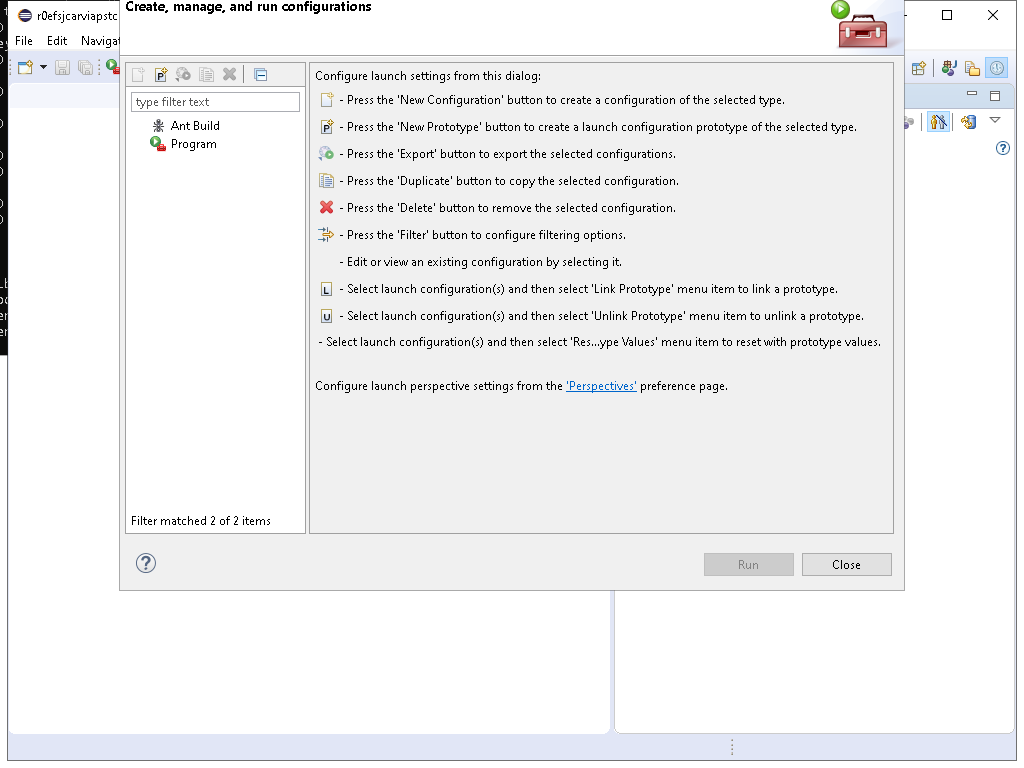 Create, manage, and run configurations
r0efsjcarviapstc
File Edit Navigat
Configure launch settings from this dialog:
type filter text
- Press the 'New Configuration' button to create a configuration of the selected type.
Ant Build
P - Press the 'New Prototype' button to create a launch configuration prototype of the selected type.
Program
- Press the 'Export' button to export the selected configurations.
- Press the 'Duplicate' button to copy the selected configuration.
- Press the 'Delete' button to remove the selected configuration.
- Press the 'Filter' button to configure filtering options.
- Edit or view an existing configuration by selecting it.
L - Select launch configuration(s) and then select 'Link Prototype' menu item to link a prototype.
U - Select launch configuration(s) and then select 'Unlink Prototype' menu item to unlink a prototype.
- Select launch configuration(s) and then select 'Res...ype Values' menu item to reset with prototype values.
Configure launch perspective settings from the 'Perspectives' preference page.
Filter matched 2 of 2 items
Run Close